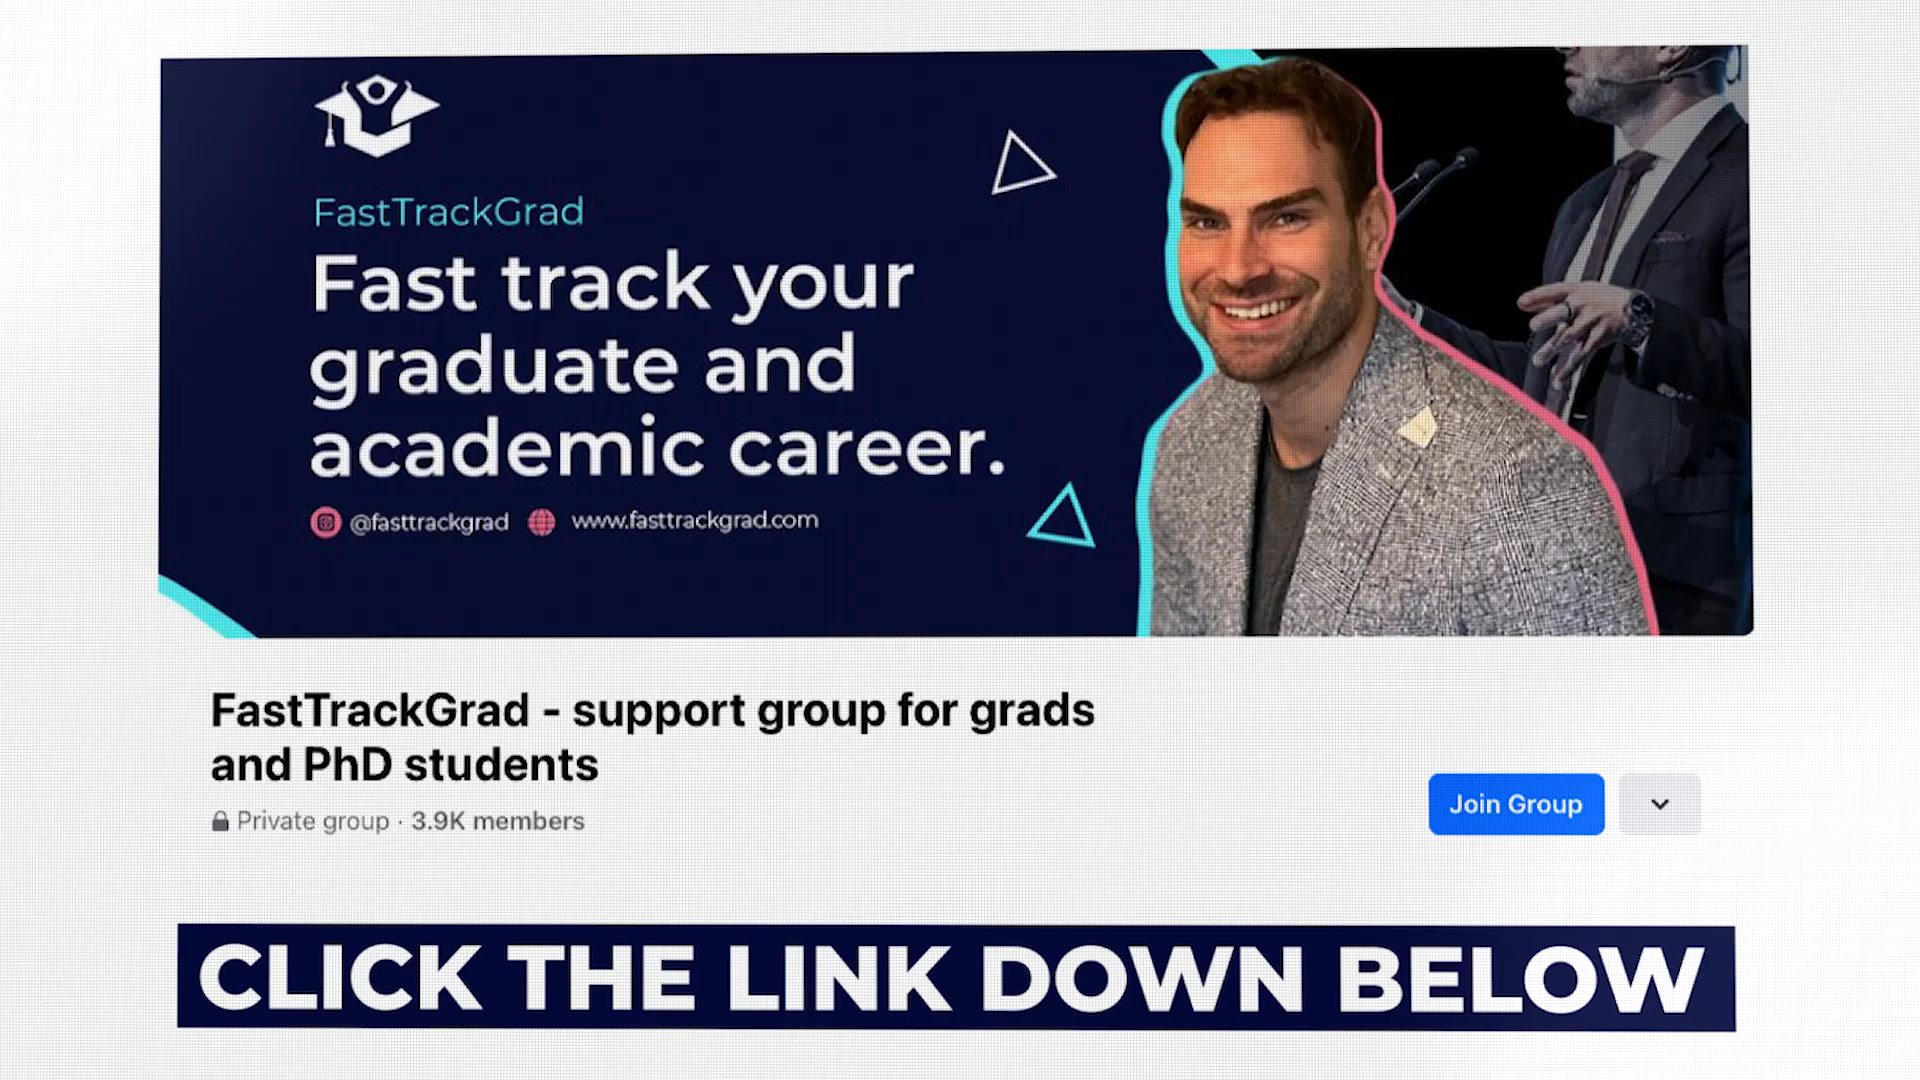 FastTrackGrad
Fast track your
graduate and
academic career.
@fasttrackgrad www.fasttrackgrad.com
FastTrackGrad - support group for grads
and PhD students
Private group · 3.9K members
Join Group
CLICK THE LINK DOWN BELOW